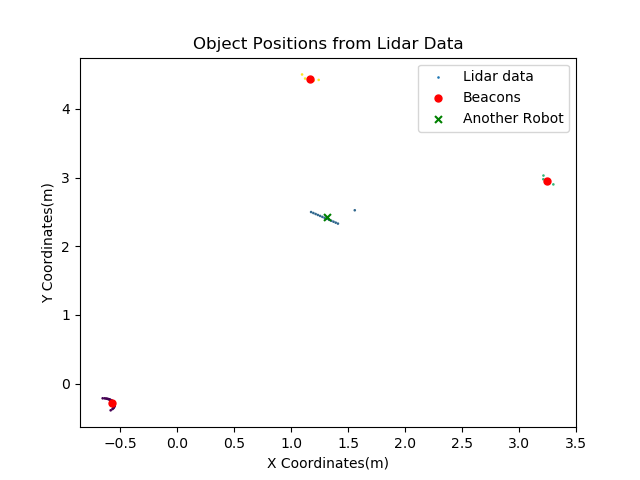 Object Positions from Lidar Data
Lidar data
Beacons
Another Robot
4
3
2
1
0
Y Coordinates(m)
−0.5 0.0 0.5 1.0 1.5 2.0 2.5 3.0 3.5
X Coordinates(m)